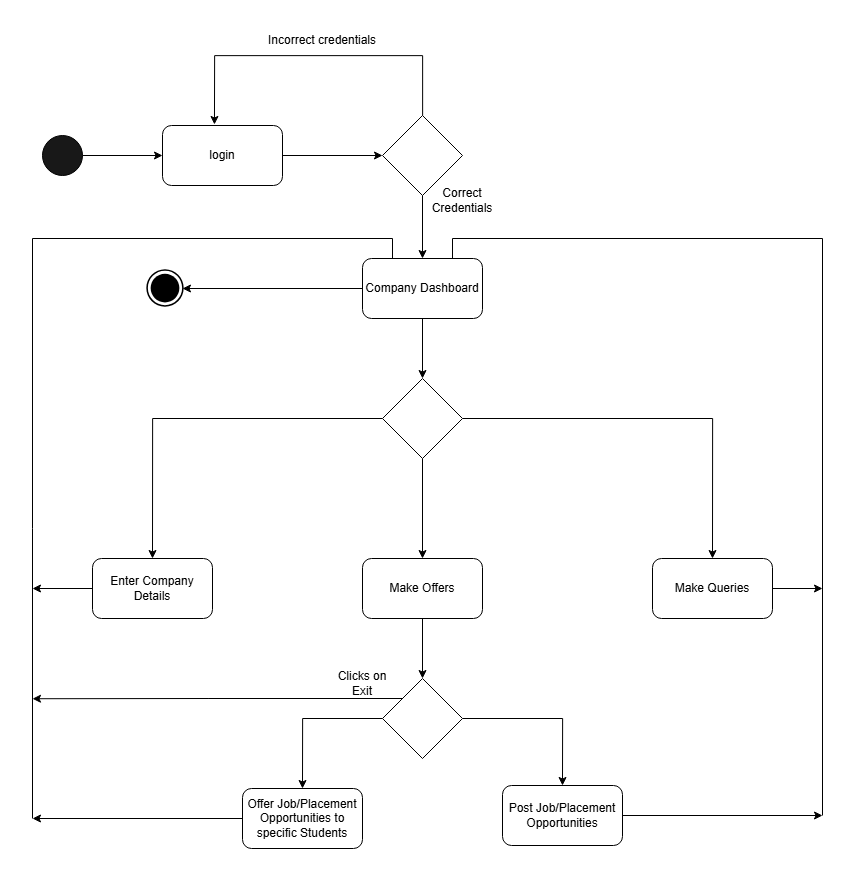 Incorrect credentials
login
Correct
Credentials
Company Dashboard
Enter Company
Details
Make Offers
Make Queries
Clicks on
Exit
Offer Job/Placement
Opportunities to
specific Students
Post Job/Placement
Opportunities